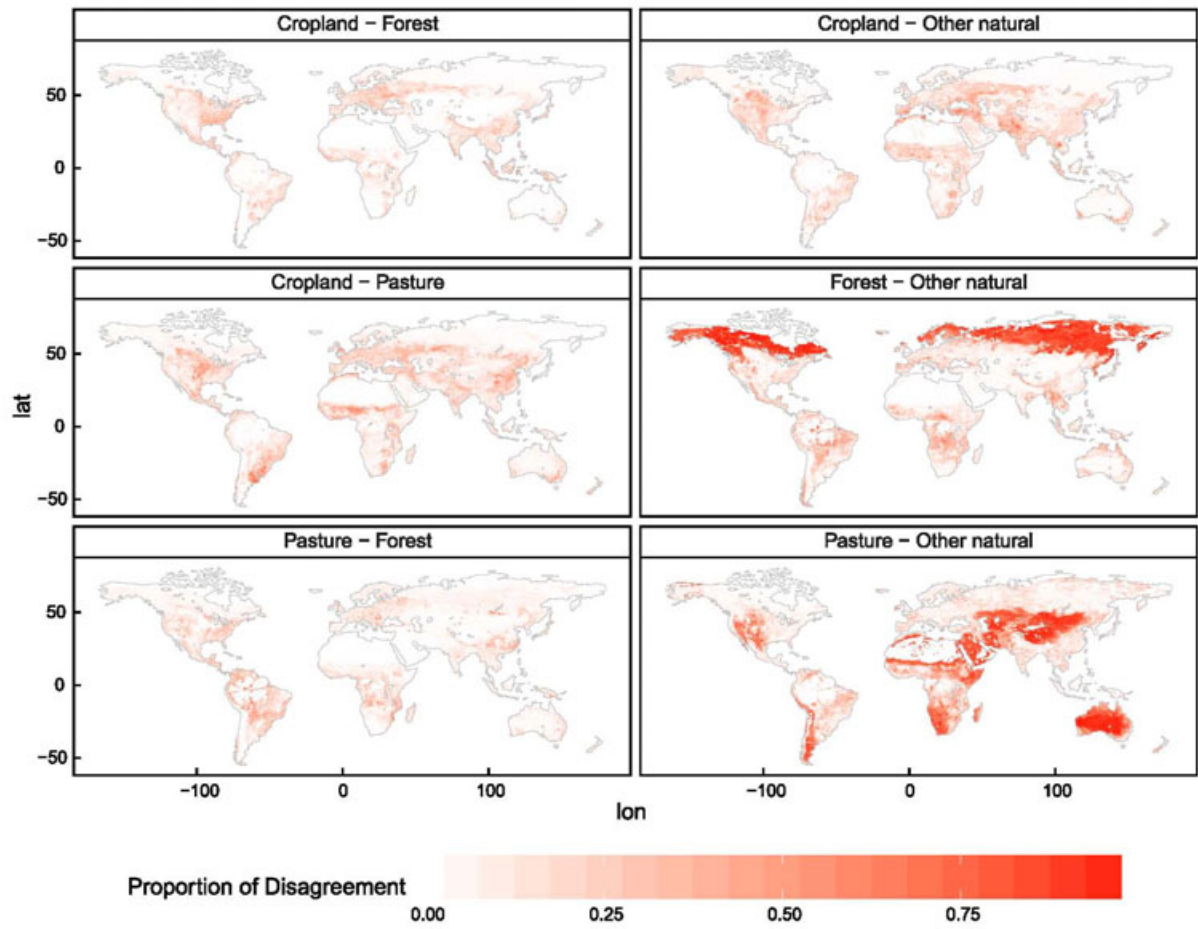 Cropland − Forest
Cropland − Other natural
50
0
−50
Cropland − Pasture
Forest − Other natural
50
0
−50
lat
Pasture − Forest
Pasture − Other natural
50
0
−50
−100 0 100 −100 0 100
lon
Proportion of Disagreement
0.00 0.25 0.50 0.75